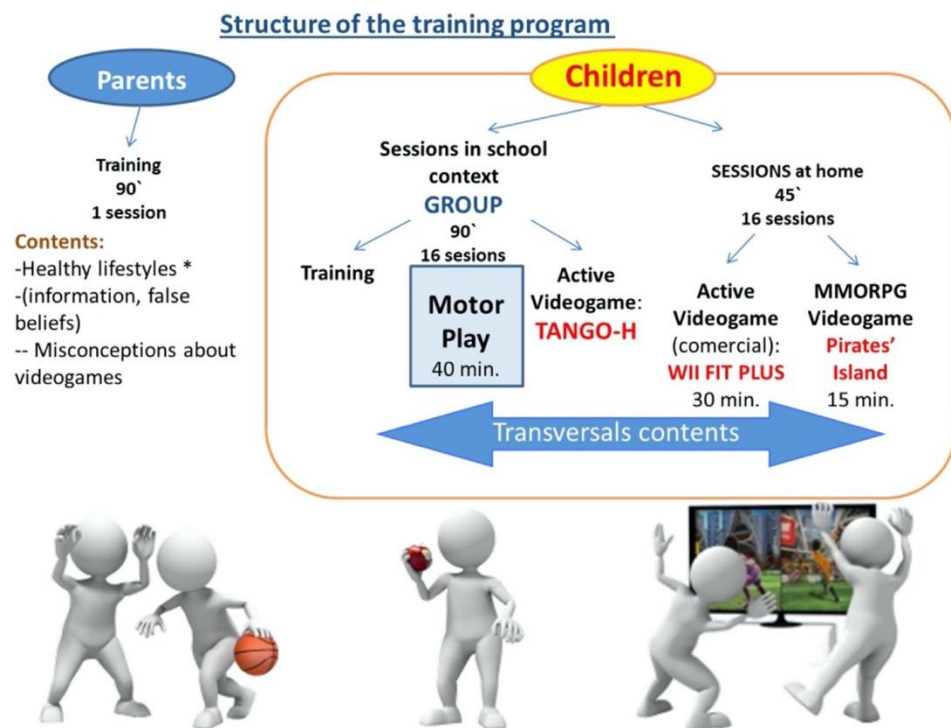 Structure of the training program
Parents
Training
90`
1 session
Contents:
-Healthy lifestyles *
-(information, false
beliefs)
-- Misconceptions about
videogames
Children
Sessions in school
context
GROUP
90`
16 sesions
Training
Motor
Play
40 min.
Active
Videogame:
TANGO-H
SESSIONS at home
45`
16 sessions
Active
Videogame
(comercial):
WII FIT PLUS
30 min.
MMORPG
Videogame
Pirates’
Island
15 min.
Transversals contents